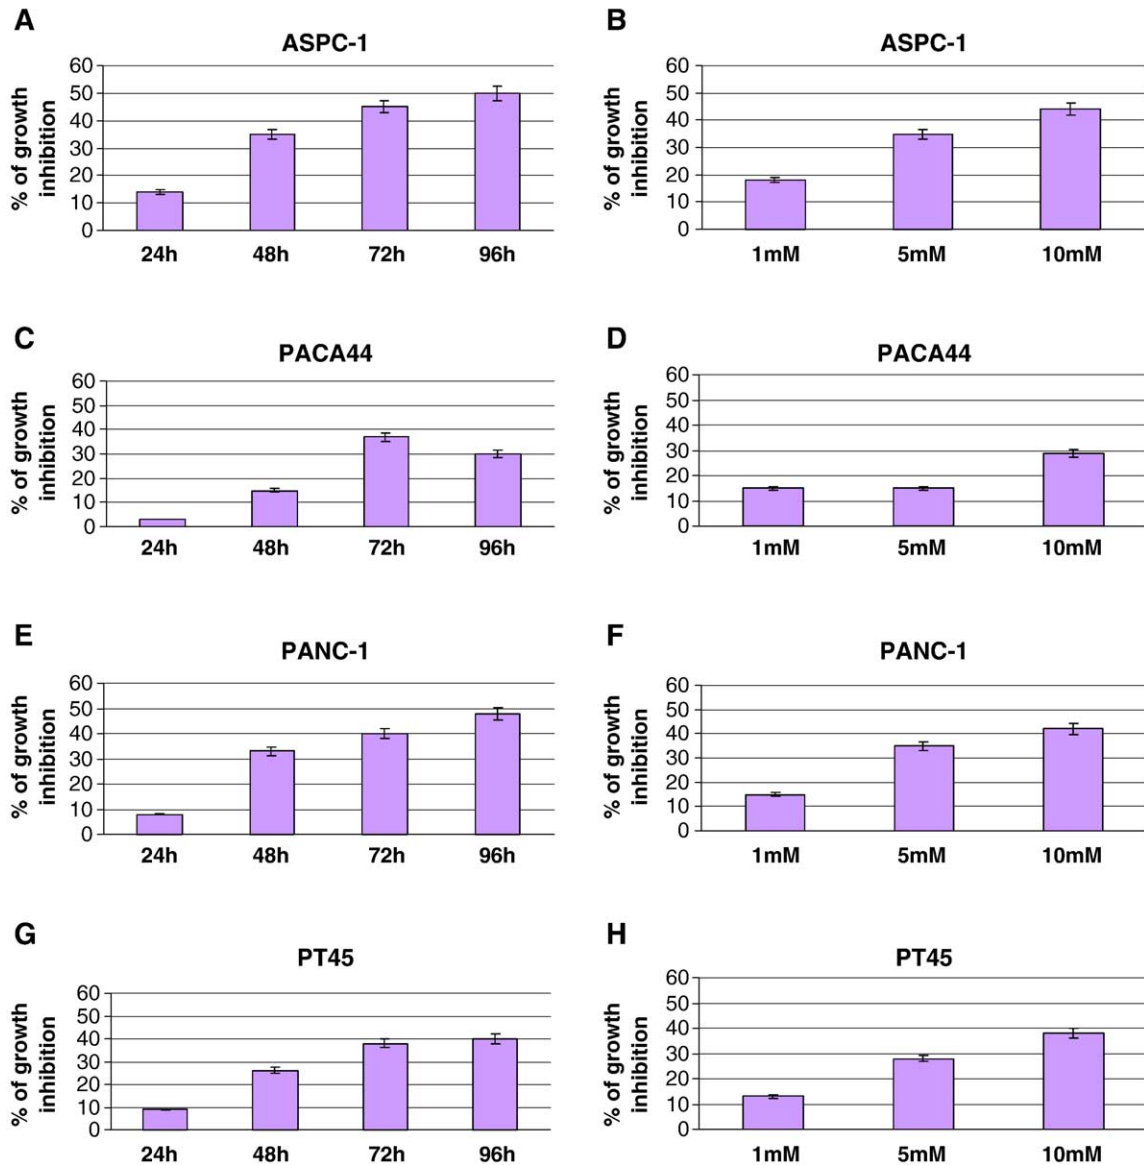 A
ASPC-1
% of growth
inhibition
60
50
40
30
20
10
0
24h 48h 72h 96h
B
ASPC-1
% of growth
inhibition
60
50
40
30
20
10
0
1mM 5mM 10mM
C
PACA44
% of growth
inhibition
60
50
40
30
20
10
0
24h 48h 72h 96h
D
PACA44
% of growth
inhibition
60
50
40
30
20
10
0
1mM 5mM 10mM
E
PANC-1
% of growth
inhibition
60
50
40
30
20
10
0
24h 48h 72h 96h
F
PANC-1
% of growth
inhibition
60
50
40
30
20
10
0
1mM 5mM 10mM
G
PT45
% of growth
inhibition
60
50
40
30
20
10
0
24h 48h 72h 96h
H
PT45
% of growth
inhibition
60
50
40
30
20
10
0
1mM 5mM 10mM